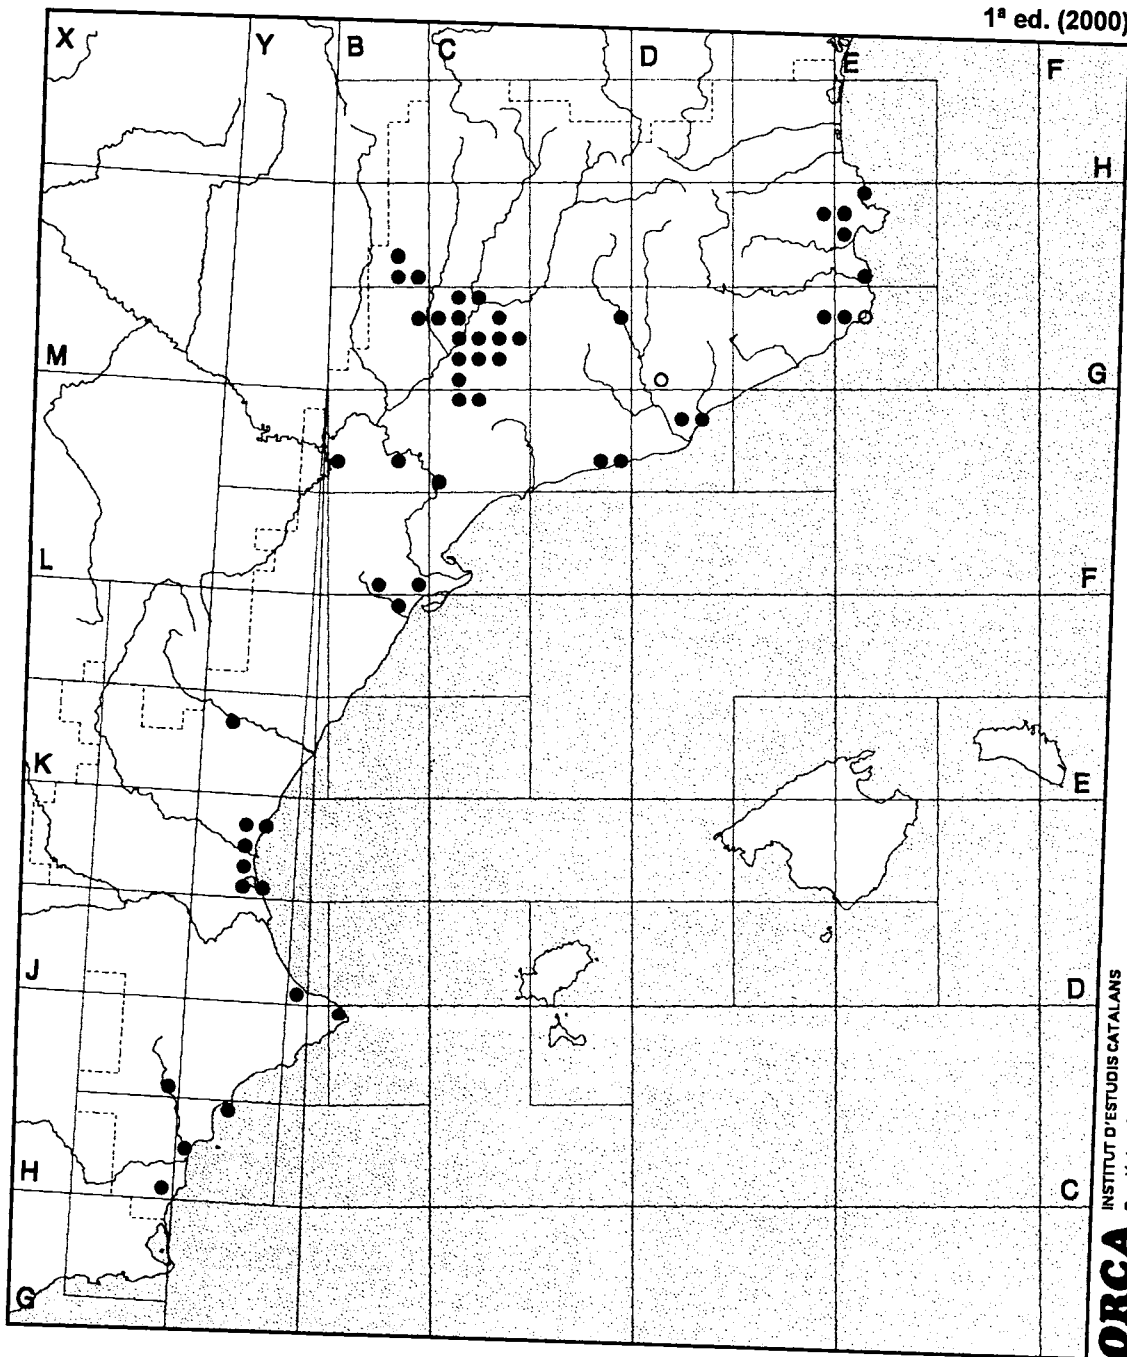 1ª ed. (2000)
X Y B C D E F
H
M
G
L
F
K
E
J
D
H
C
G
INSTITUT D'ESTUDIS CATALANS
ORCA